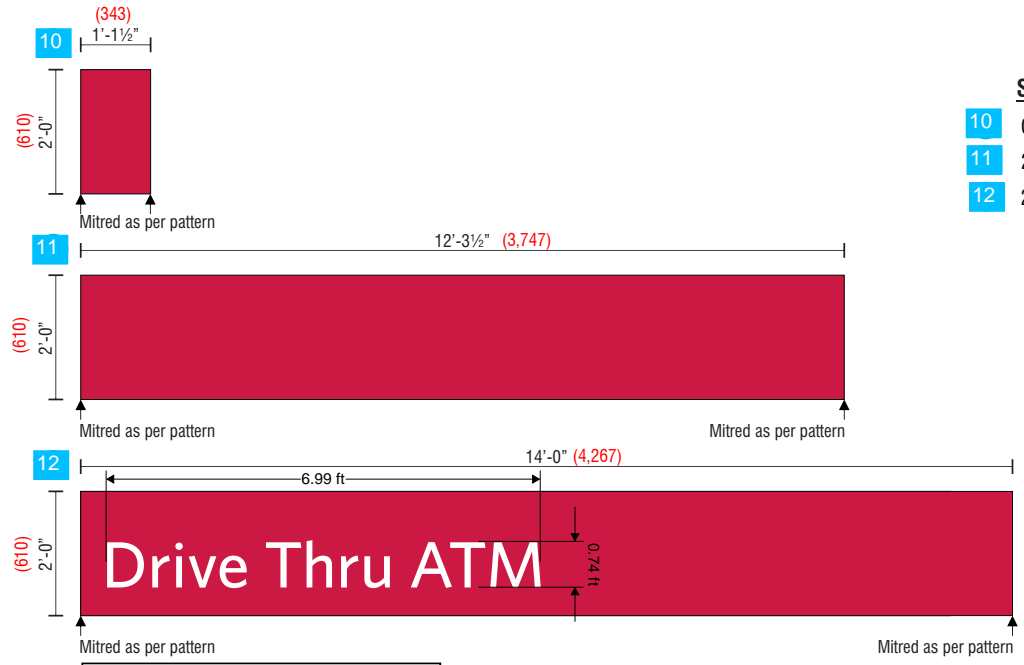 (343)
10
1'-1½"
(610)
2'-0"
Mitred as per pattern
10
11
12
11
12'-3½" (3,747)
(610)
2'-0"
Mitred as per pattern
Mitred as per pattern
12
14'-0" (4,267)
6.99 ft
(610)
2'-0"
Drive Thru ATM
0.74 ft
Mitred as per pattern
Mitred as per pattern